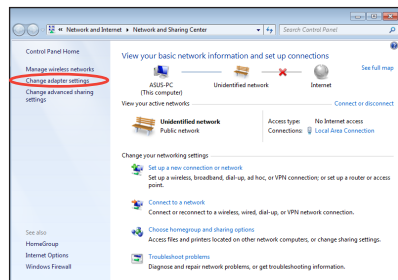 « Network and Internet ▸ Network and Sharing Center
Search Control Panel
Control Panel Home
Manage wireless networks
Change adapter settings
Change advanced sharing
settings
See also
HomeGroup
Internet Options
Windows Firewall
View your basic network information and set up connections
See full map
ASUS-PC
(This computer)
Unidentified network
Internet
View your active networks
Connect or disconnect
Unidentified network
Public network
Access type: No Internet access
Connections: Local Area Connection
Change your networking settings
Set up a new connection or network
Set up a wireless, broadband, dial-up, ad hoc, or VPN connection; or set up a router or access
point.
Connect to a network
Connect or reconnect to a wireless, wired, dial-up, or VPN network connection.
Choose homegroup and sharing options
Access files and printers located on other network computers, or change sharing settings.
Troubleshoot problems
Diagnose and repair network problems, or get troubleshooting information.